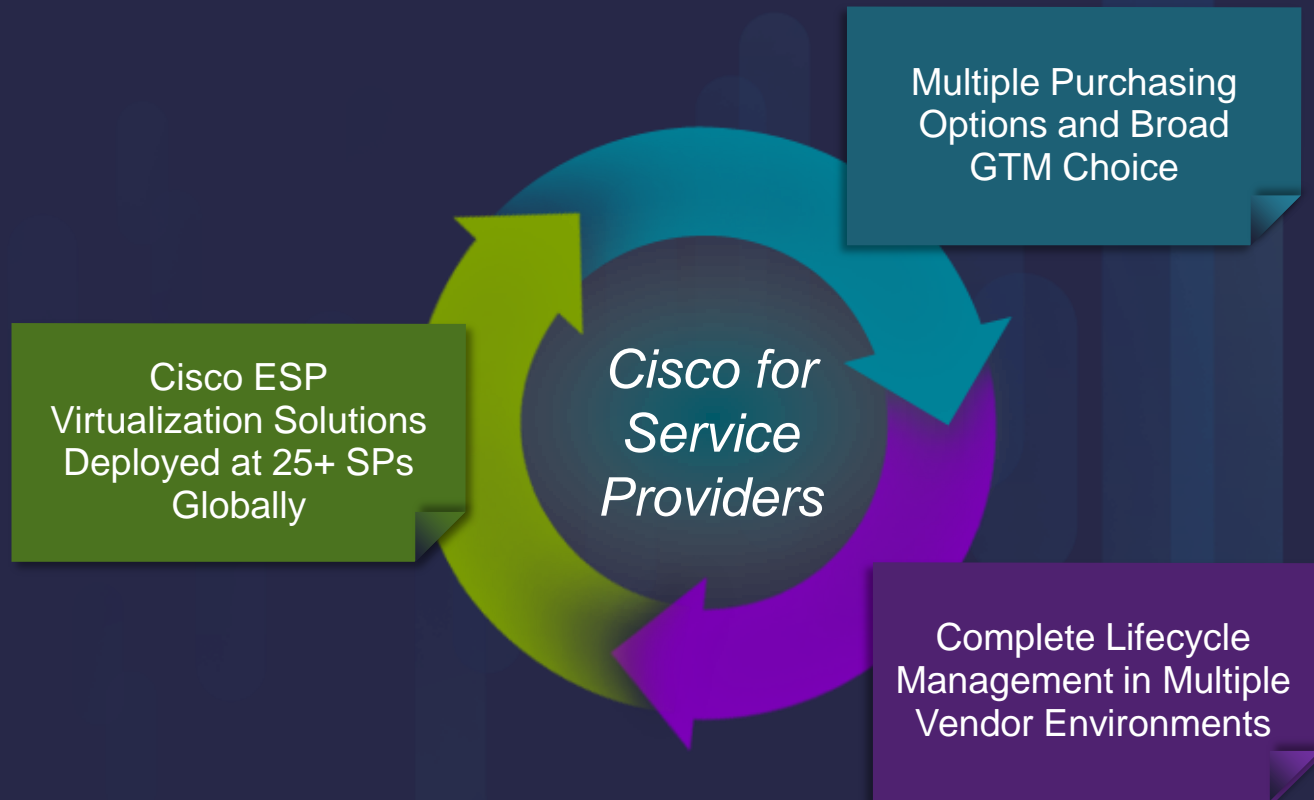 Multiple Purchasing
Options and Broad
GTM Choice
Cisco ESP
Virtualization Solutions
Deployed at 25+ SPs
Globally
Cisco for
Service
Providers
Complete Lifecycle
Management in Multiple
Vendor Environments